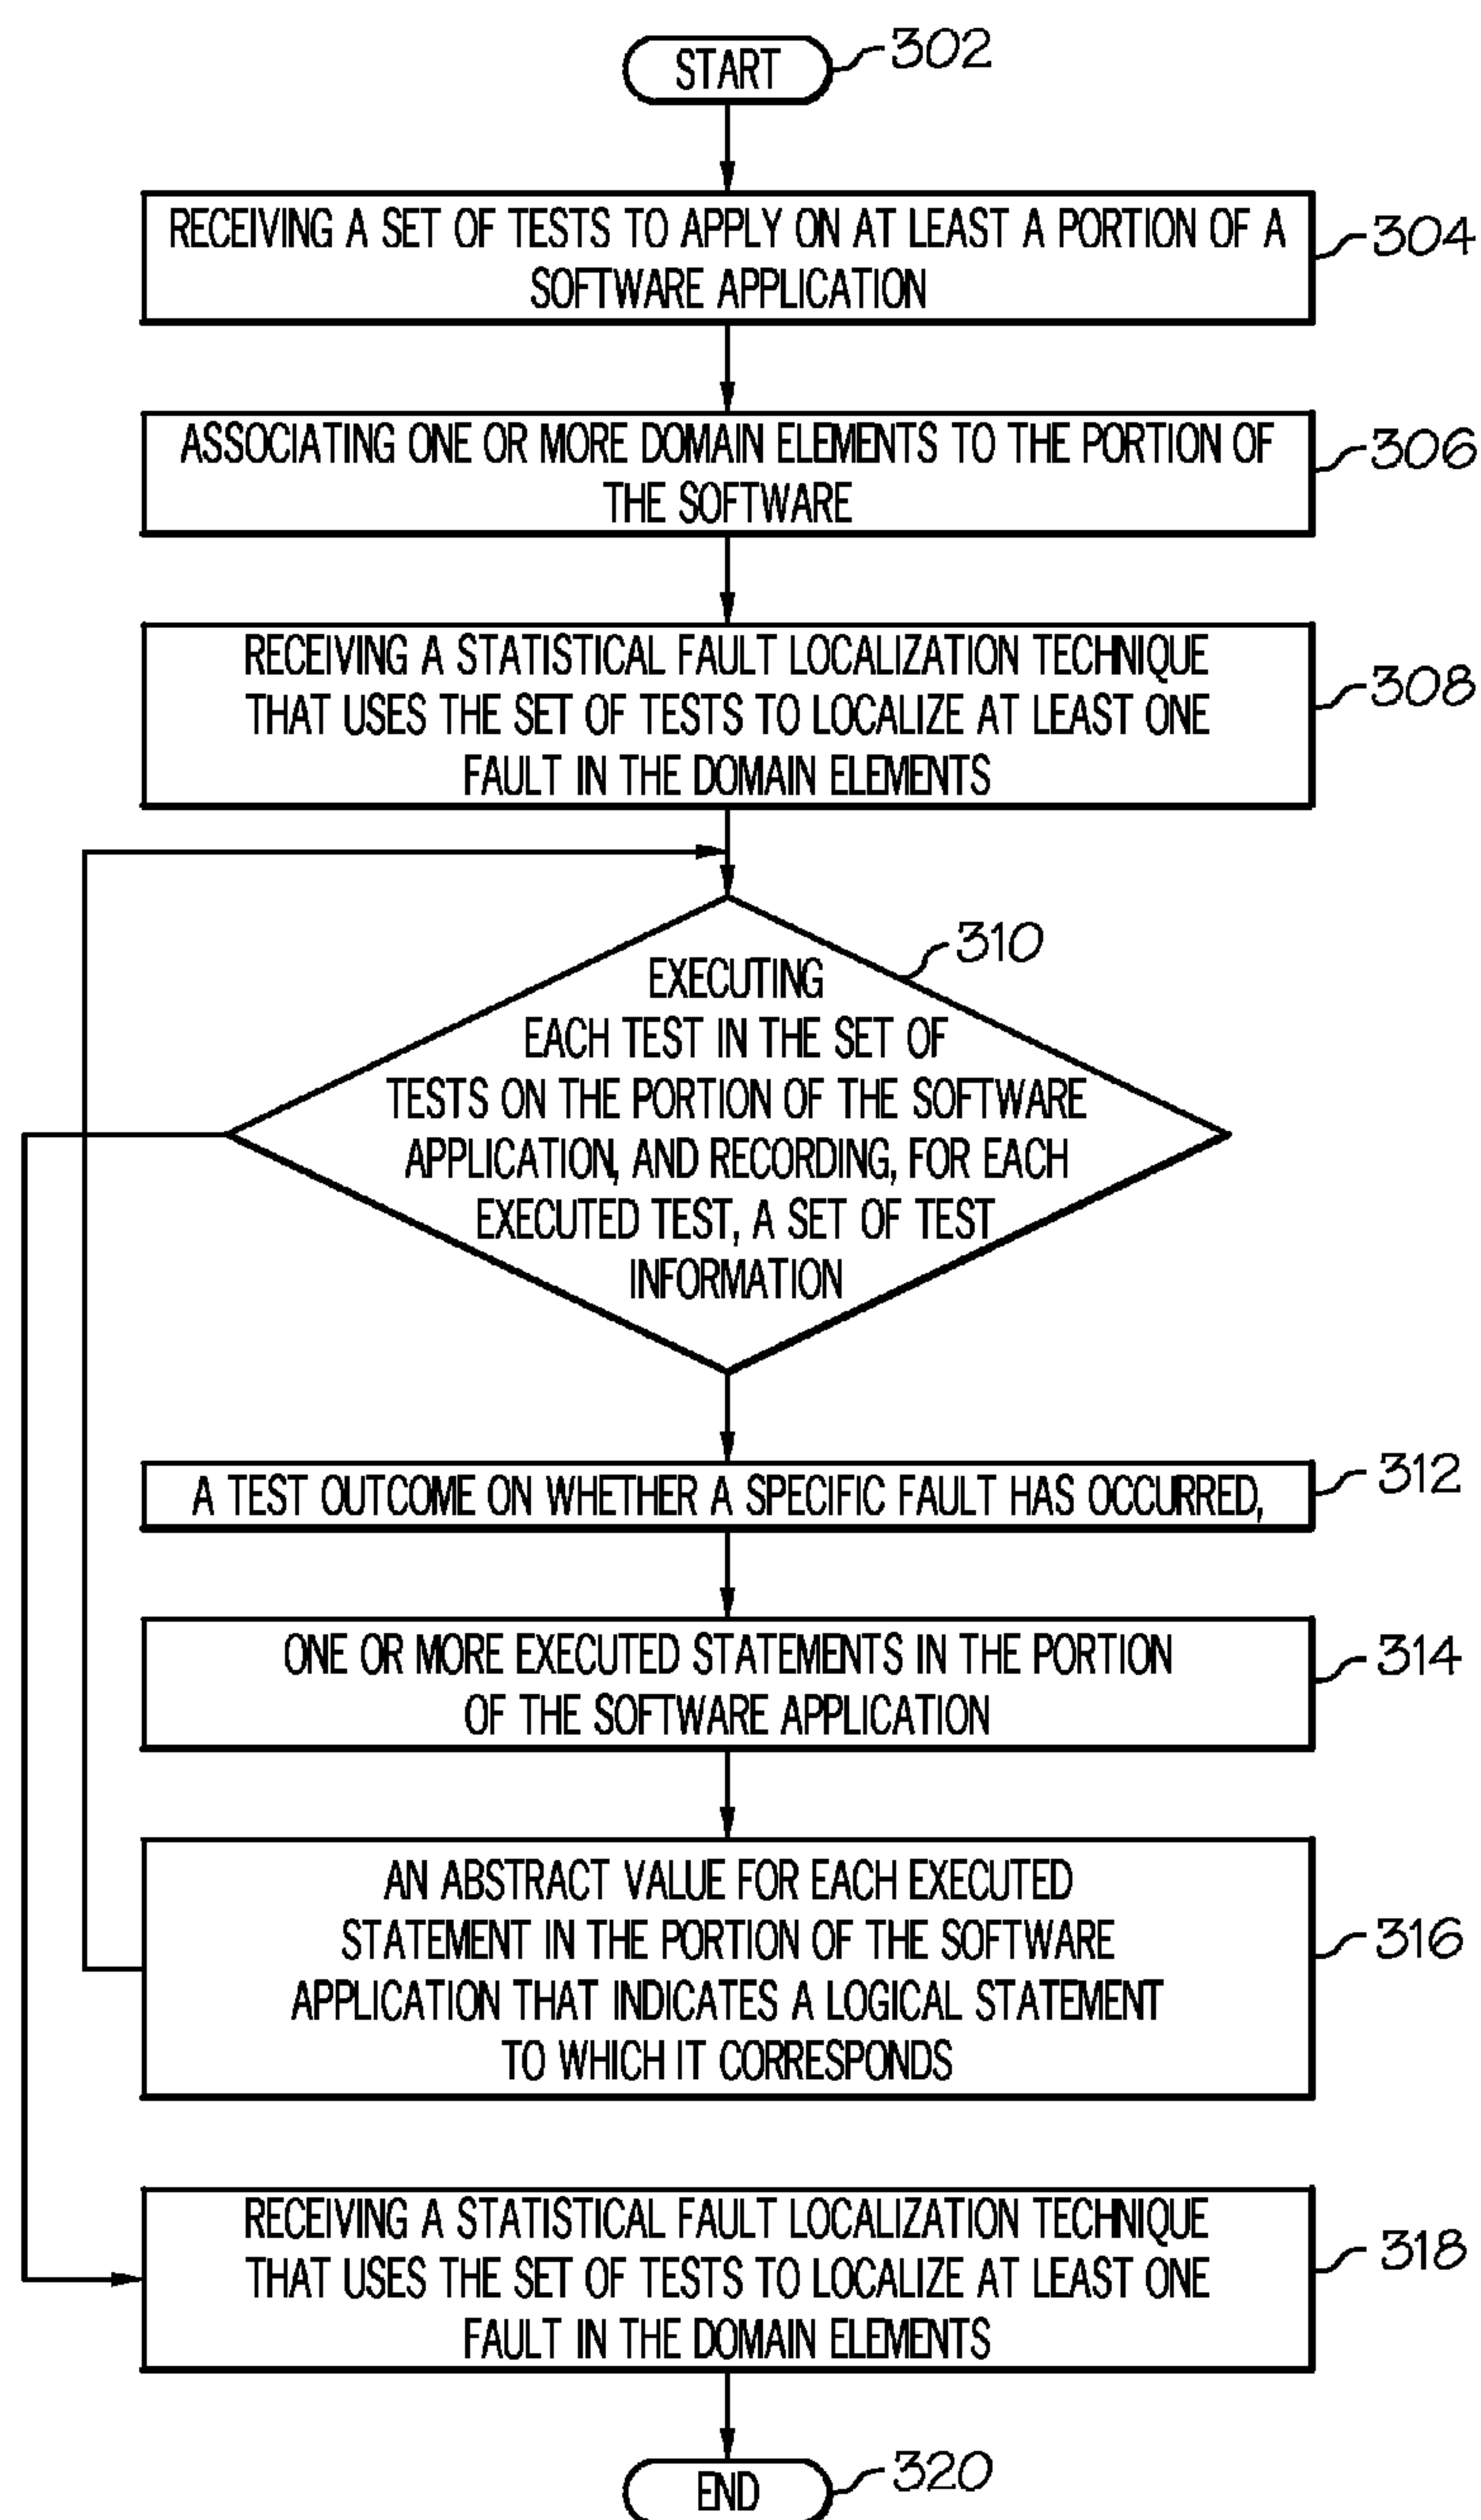 START
302
RECEIVING A SET OF TESTS TO APPLY ON AT LEAST A PORTION OF A
SOFTWARE APPLICATION
304
ASSOCIATING ONE OR MORE DOMAIN ELEMENTS TO THE PORTION OF
THE SOFTWARE
306
RECEIVING A STATISTICAL FAULT LOCALIZATION TECHNIQUE
THAT USES THE SET OF TESTS TO LOCALIZE AT LEAST ONE
FAULT IN THE DOMAIN ELEMENTS
308
310
EXECUTING
EACH TEST IN THE SET OF
TESTS ON THE PORTION OF THE SOFTWARE
APPLICATION, AND RECORDING, FOR EACH
EXECUTED TEST, A SET OF TEST
INFORMATION
A TEST OUTCOME ON WHETHER A SPECIFIC FAULT HAS OCCURRED,
312
ONE OR MORE EXECUTED STATEMENTS IN THE PORTION
OF THE SOFTWARE APPLICATION
314
AN ABSTRACT VALUE FOR EACH EXECUTED
STATEMENT IN THE PORTION OF THE SOFTWARE
APPLICATION THAT INDICATES A LOGICAL STATEMENT
TO WHICH IT CORRESPONDS
316
RECEIVING A STATISTICAL FAULT LOCALIZATION TECHNIQUE
THAT USES THE SET OF TESTS TO LOCALIZE AT LEAST ONE
FAULT IN THE DOMAIN ELEMENTS
318
END
320